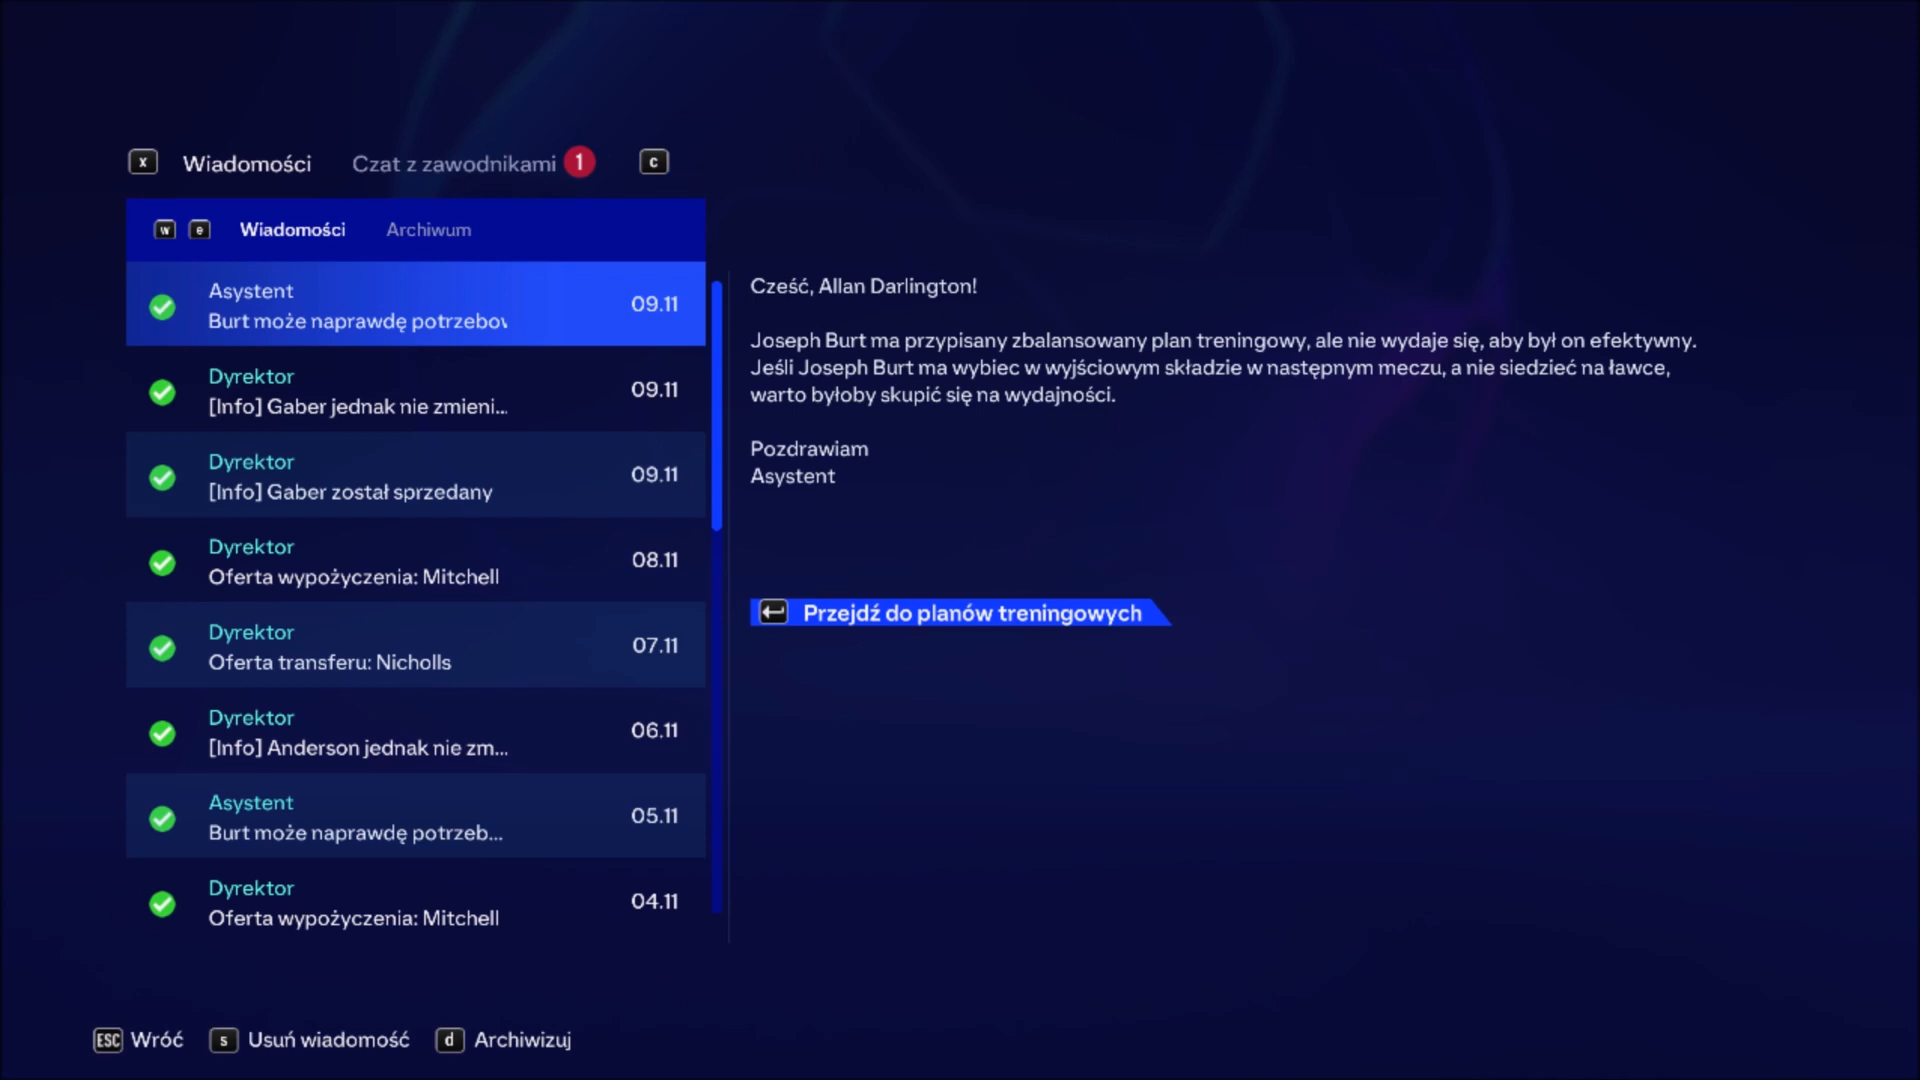 x Wiadomości Czat z zawodnikami 1 c
w e Wiadomości Archiwum
Asystent
Burt może naprawdę potrzebow
09.11
Dyrektor
[Info] Gaber jednak nie zmieni...
09.11
Dyrektor
[Info] Gaber został sprzedany
09.11
Dyrektor
Oferta wypożyczenia: Mitchell
08.11
Dyrektor
Oferta transferu: Nicholls
07.11
Dyrektor
[Info] Anderson jednak nie zm...
06.11
Asystent
Burt może naprawdę potrzeb...
05.11
Dyrektor
Oferta wypożyczenia: Mitchell
04.11
Cześć, Allan Darlington!
Joseph Burt ma przypisany zbalansowany plan treningowy, ale nie wydaje się, aby był on efektywny.
Jeśli Joseph Burt ma wybiec w wyjściowym składzie w następnym meczu, a nie siedzieć na ławce,
warto byłoby skupić się na wydajności.
Pozdrawiam
Asystent
Przejdź do planów treningowych
ESC Wróć s Usuń wiadomość d Archiwizuj